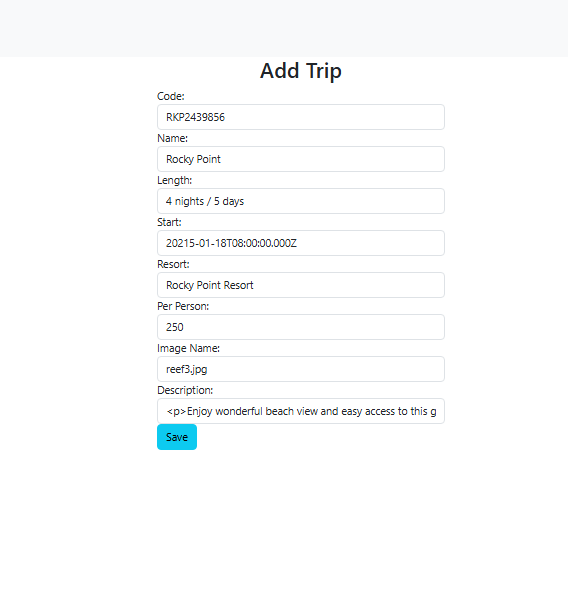 Add Trip
Code:
RKP2439856
Name:
Rocky Point
Length:
4 nights / 5 days
Start:
20215-01-18T08:00:00.000Z
Resort:
Rocky Point Resort
Per Person:
250
Image Name:
reef3.jpg
Description:
<p>Enjoy wonderful beach view and easy access to this g
Save